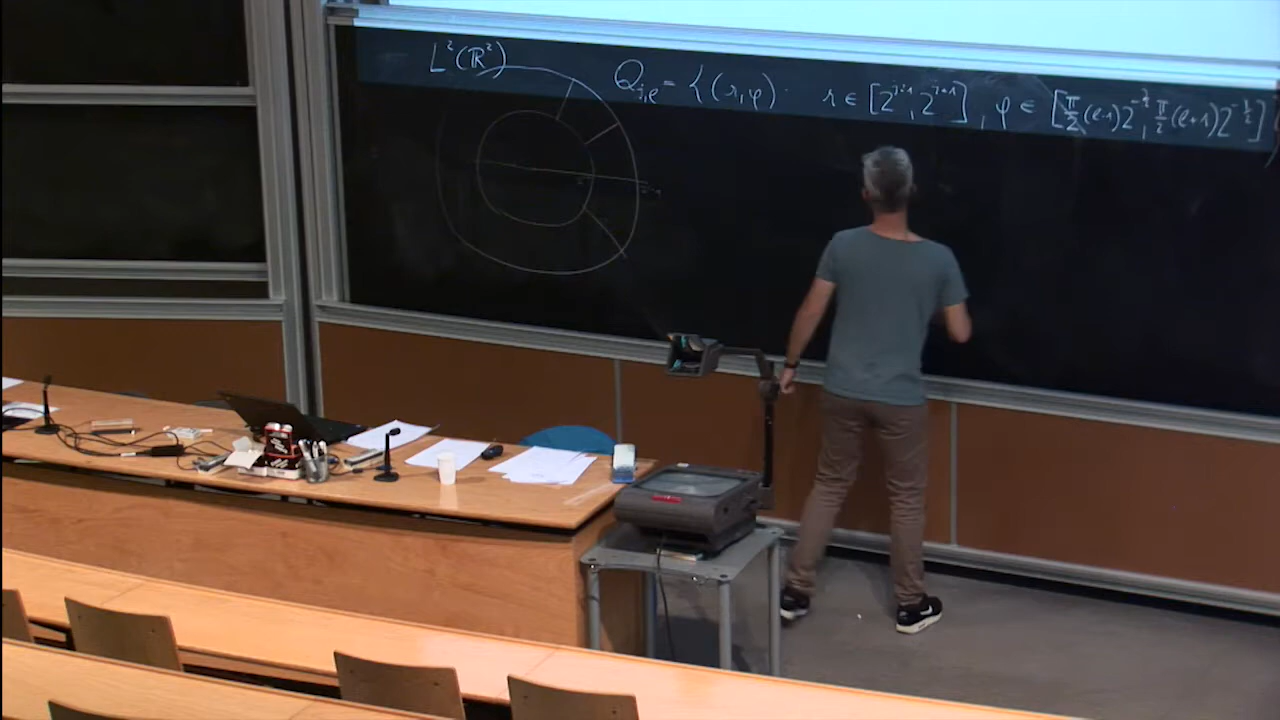 L²(ℝ²)
Q_{j,ℓ} = {(r,φ) · r ∈ [2^{j-1}, 2^{j+1}], φ ∈ [π/2 (ℓ-1) 2^{-j/2}, π/2 (ℓ+1) 2^{-j/2}]